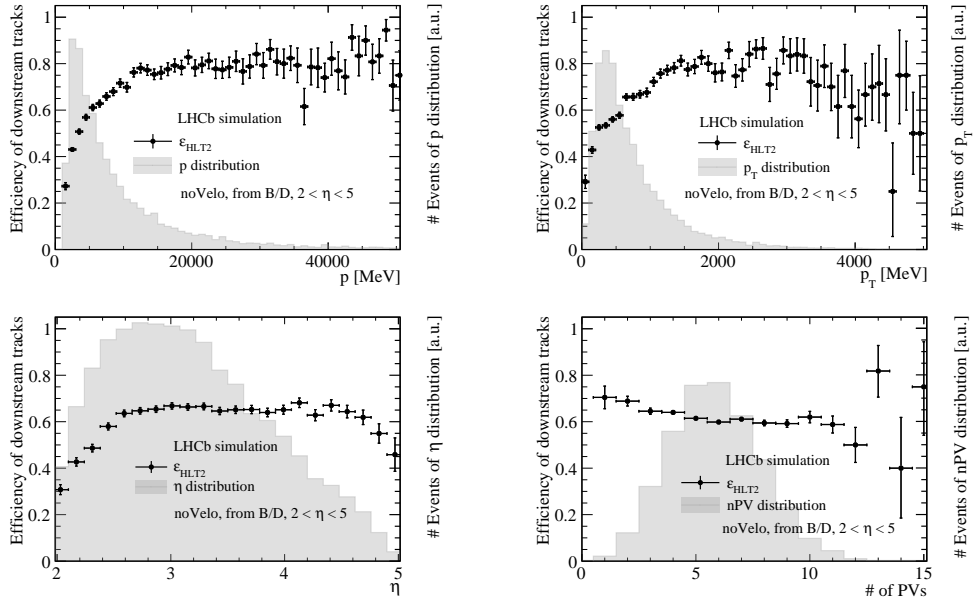 Efficiency of downstream tracks
1
0.8
0.6
0.4
0.2
0
LHCb simulation
ε_HLT2
p distribution
noVelo, from B/D, 2 < η < 5
0 20000 40000
p [MeV]
# Events of p distribution [a.u.]
Efficiency of downstream tracks
1
0.8
0.6
0.4
0.2
0
LHCb simulation
ε_HLT2
p_T distribution
noVelo, from B/D, 2 < η < 5
0 2000 4000
p_T [MeV]
# Events of p_T distribution [a.u.]
Efficiency of downstream tracks
1
0.8
0.6
0.4
0.2
0
LHCb simulation
ε_HLT2
η distribution
noVelo, from B/D, 2 < η < 5
2 3 4 5
η
# Events of η distribution [a.u.]
Efficiency of downstream tracks
1
0.8
0.6
0.4
0.2
0
LHCb simulation
ε_HLT2
nPV distribution
noVelo, from B/D, 2 < η < 5
0 5 10 15
# of PVs
# Events of nPV distribution [a.u.]